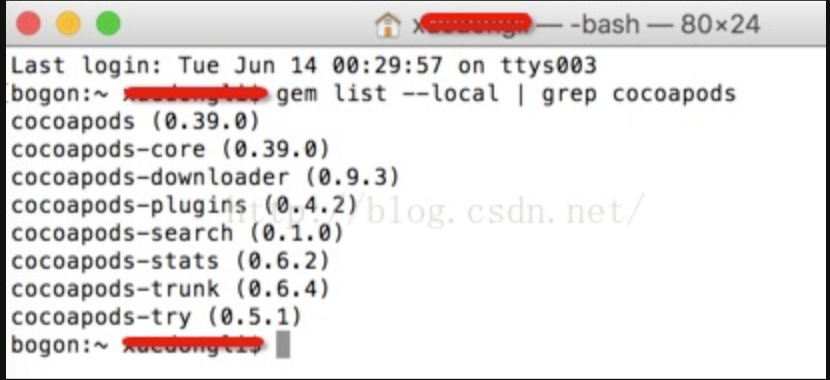 — -bash — 80×24
Last login: Tue Jun 14 00:29:57 on ttys003
bogon:~ $ gem list --local | grep cocoapods
cocoapods (0.39.0)
cocoapods-core (0.39.0)
cocoapods-downloader (0.9.3)
cocoapods-plugins (0.4.2)
http://blog.csdn.net/
cocoapods-search (0.1.0)
cocoapods-stats (0.6.2)
cocoapods-trunk (0.6.4)
cocoapods-try (0.5.1)
bogon:~ $